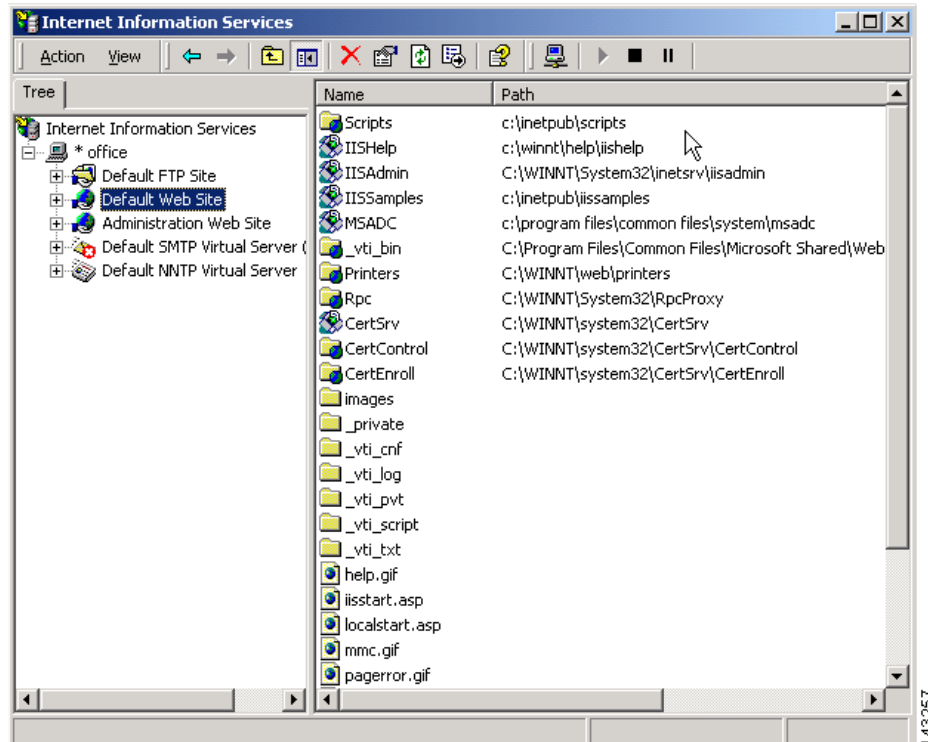 Internet Information Services
Action View
Tree
Name Path
Internet Information Services
* office
Default FTP Site
Default Web Site
Administration Web Site
Default SMTP Virtual Server (
Default NNTP Virtual Server
Scripts c:\inetpub\scripts
IISHelp c:\winnt\help\iishelp
IISAdmin C:\WINNT\System32\inetsrv\iisadmin
IISSamples c:\inetpub\iissamples
MSADC c:\program files\common files\system\msadc
_vti_bin C:\Program Files\Common Files\Microsoft Shared\Web
Printers C:\WINNT\web\printers
Rpc C:\WINNT\System32\RpcProxy
CertSrv C:\WINNT\system32\CertSrv
CertControl C:\WINNT\system32\CertSrv\CertControl
CertEnroll C:\WINNT\system32\CertSrv\CertEnroll
images
_private
_vti_cnf
_vti_log
_vti_pvt
_vti_script
_vti_txt
help.gif
iisstart.asp
localstart.asp
mmc.gif
pagerror.gif